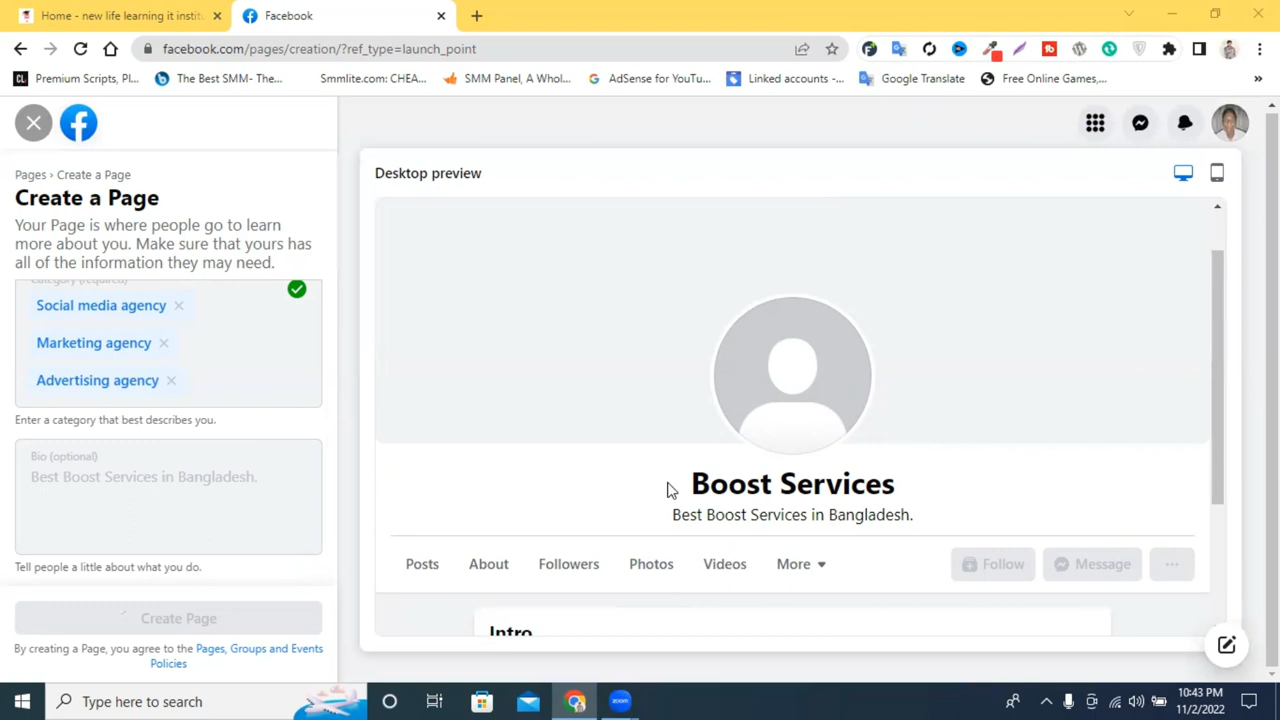 Home - new life learning it instit
Facebook
facebook.com/pages/creation/?ref_type=launch_point
CL Premium Scripts, Pl...
The Best SMM- The...
Smmlite.com: CHEA...
SMM Panel, A Whol...
AdSense for YouTu...
Linked accounts -...
Google Translate
Free Online Games,...
Pages › Create a Page
Create a Page
Your Page is where people go to learn
more about you. Make sure that yours has
all of the information they may need.
Category (required)
Social media agency
Marketing agency
Advertising agency
Enter a category that best describes you.
Bio (optional)
Best Boost Services in Bangladesh.
Tell people a little about what you do.
Create Page
By creating a Page, you agree to the Pages, Groups and Events
Policies
Desktop preview
Boost Services
Best Boost Services in Bangladesh.
Posts About Followers Photos Videos More
Follow Message
Intro
Type here to search
zoom
10:43 PM
11/2/2022